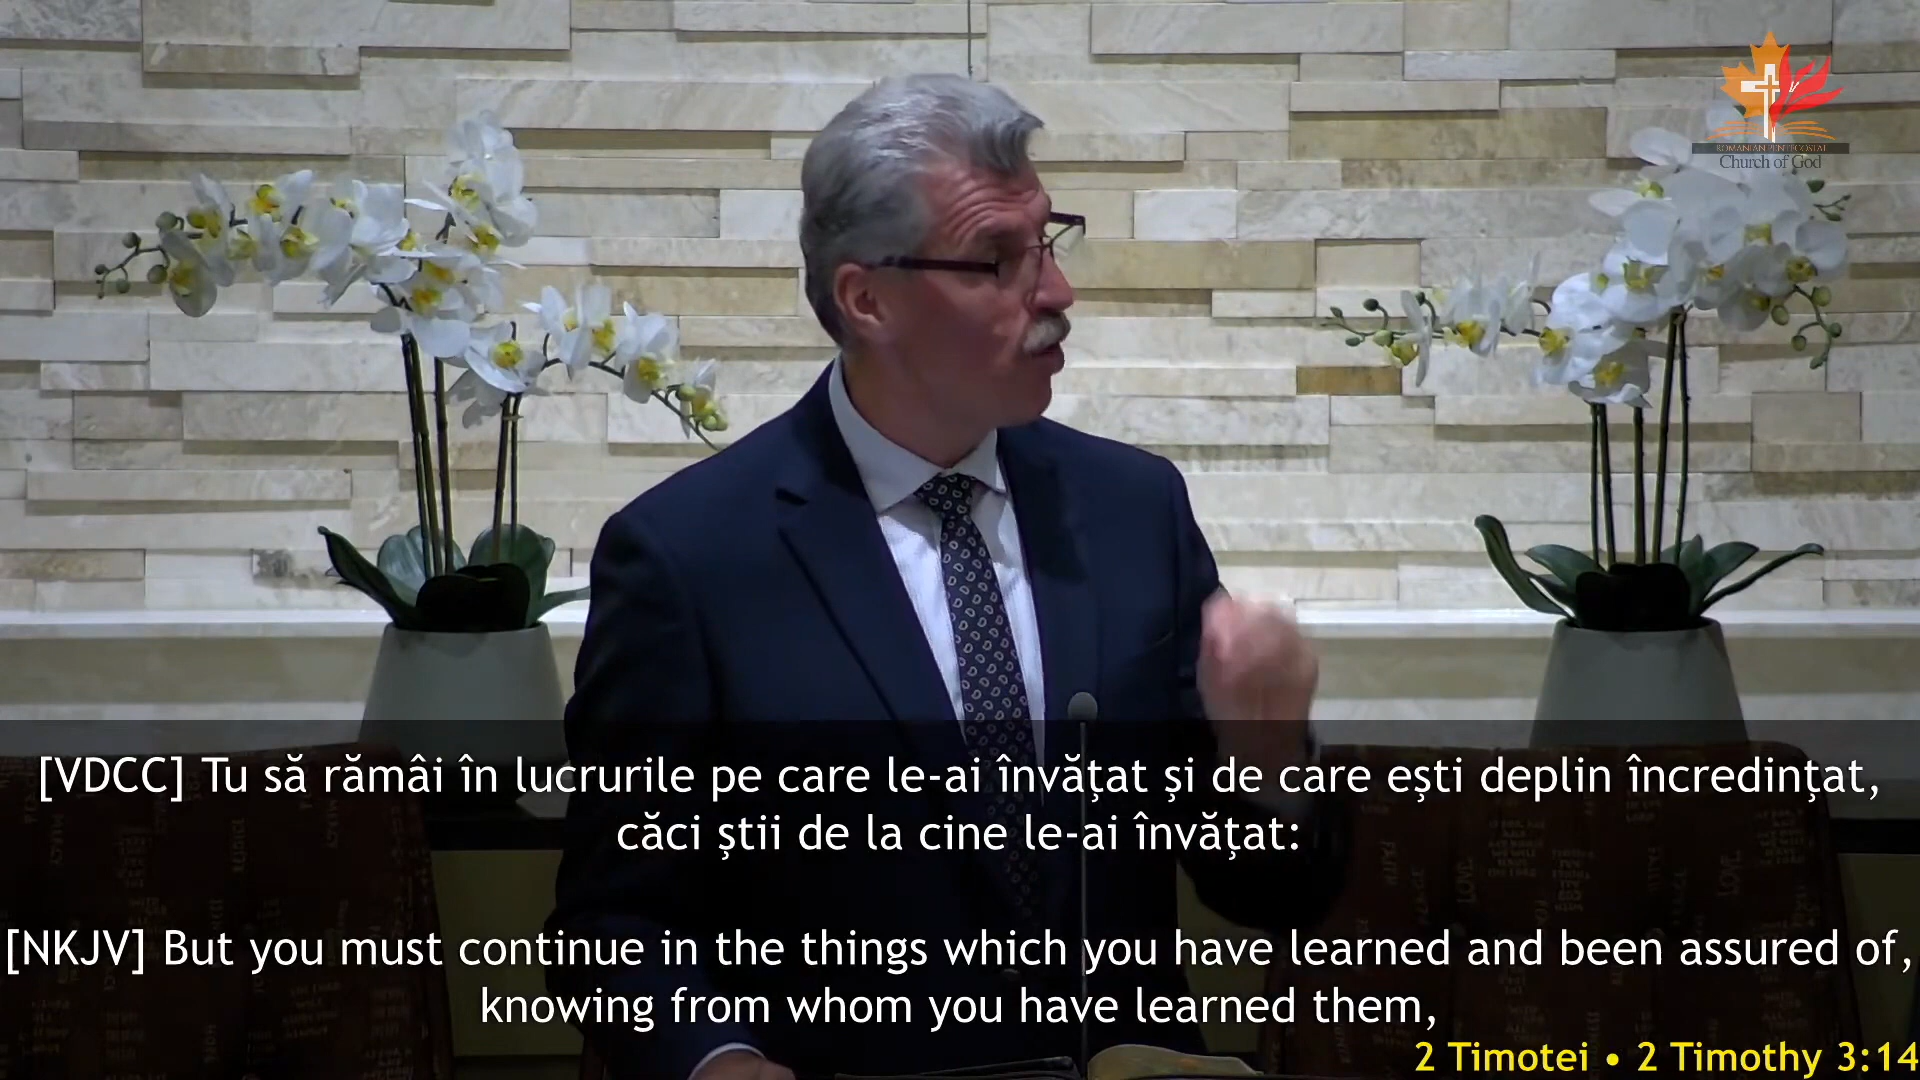 ROMANIAN PENTECOSTAL
Church of God
[VDCC] Tu să rămâi în lucrurile pe care le-ai învățat și de care ești deplin încredințat,
căci știi de la cine le-ai învățat:
[NKJV] But you must continue in the things which you have learned and been assured of,
knowing from whom you have learned them,
2 Timotei • 2 Timothy 3:14